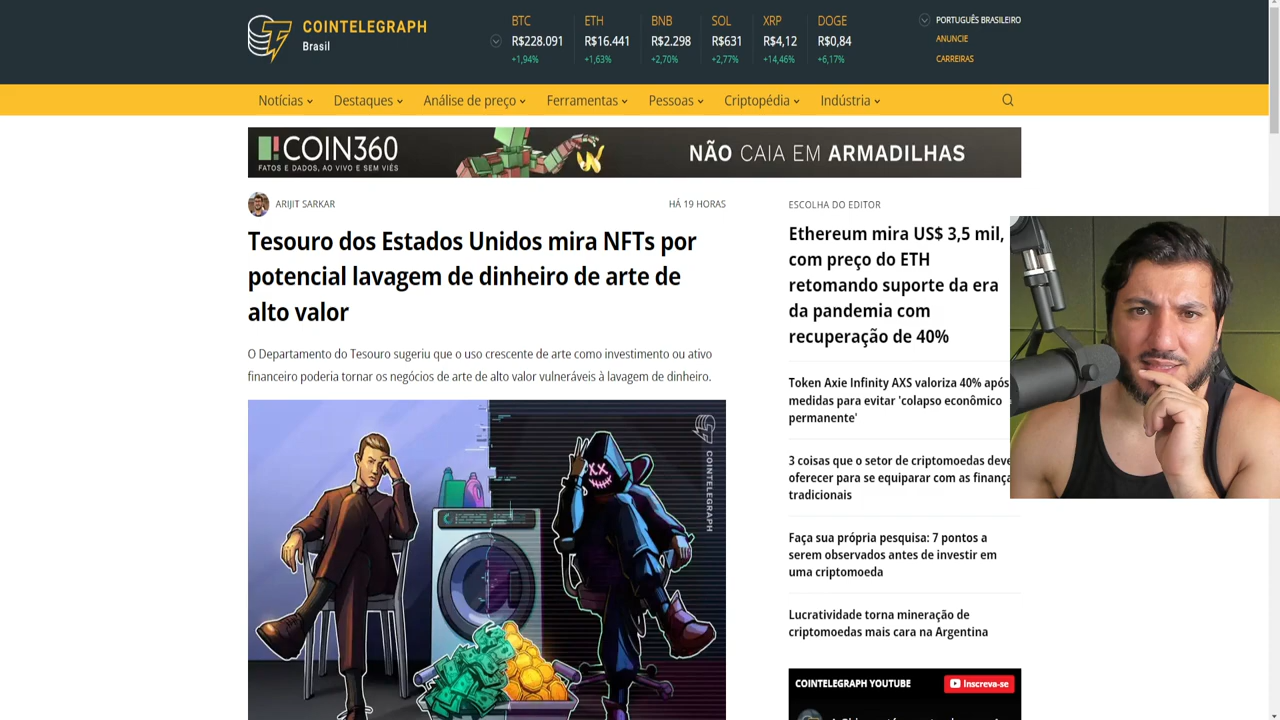 COINTELEGRAPH
Brasil
BTC
R$228.091
+1,94%
ETH
R$16.441
+1,63%
BNB
R$2.298
+2,70%
SOL
R$631
+2,77%
XRP
R$4,12
+14,46%
DOGE
R$0,84
+6,17%
PORTUGUÊS BRASILEIRO
ANUNCIE
CARREIRAS
Notícias
Destaques
Análise de preço
Ferramentas
Pessoas
Criptopédia
Indústria
COIN360
FATOS E DADOS, AO VIVO E SEM VIÉS
NÃO CAIA EM ARMADILHAS
ARIJIT SARKAR
HÁ 19 HORAS
Tesouro dos Estados Unidos mira NFTs por
potencial lavagem de dinheiro de arte de
alto valor
O Departamento do Tesouro sugeriu que o uso crescente de arte como investimento ou ativo
financeiro poderia tornar os negócios de arte de alto valor vulneráveis à lavagem de dinheiro.
COINTELEGRAPH
ESCOLHA DO EDITOR
Ethereum mira US$ 3,5 mil,
com preço do ETH
retomando suporte da era
da pandemia com
recuperação de 40%
Token Axie Infinity AXS valoriza 40% após
medidas para evitar 'colapso econômico
permanente'
3 coisas que o setor de criptomoedas deve
oferecer para se equiparar com as finança
tradicionais
Faça sua própria pesquisa: 7 pontos a
serem observados antes de investir em
uma criptomoeda
Lucratividade torna mineração de
criptomoedas mais cara na Argentina
COINTELEGRAPH YOUTUBE
Inscreva-se